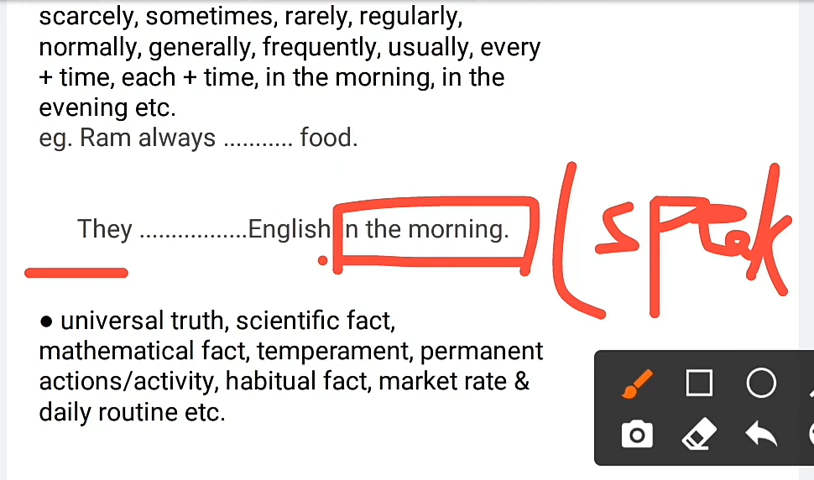 scarcely, sometimes, rarely, regularly,
normally, generally, frequently, usually, every
+ time, each + time, in the morning, in the
evening etc.
eg. Ram always ........... food.
They .................English in the morning. (speak
● universal truth, scientific fact,
mathematical fact, temperament, permanent
actions/activity, habitual fact, market rate &
daily routine etc.